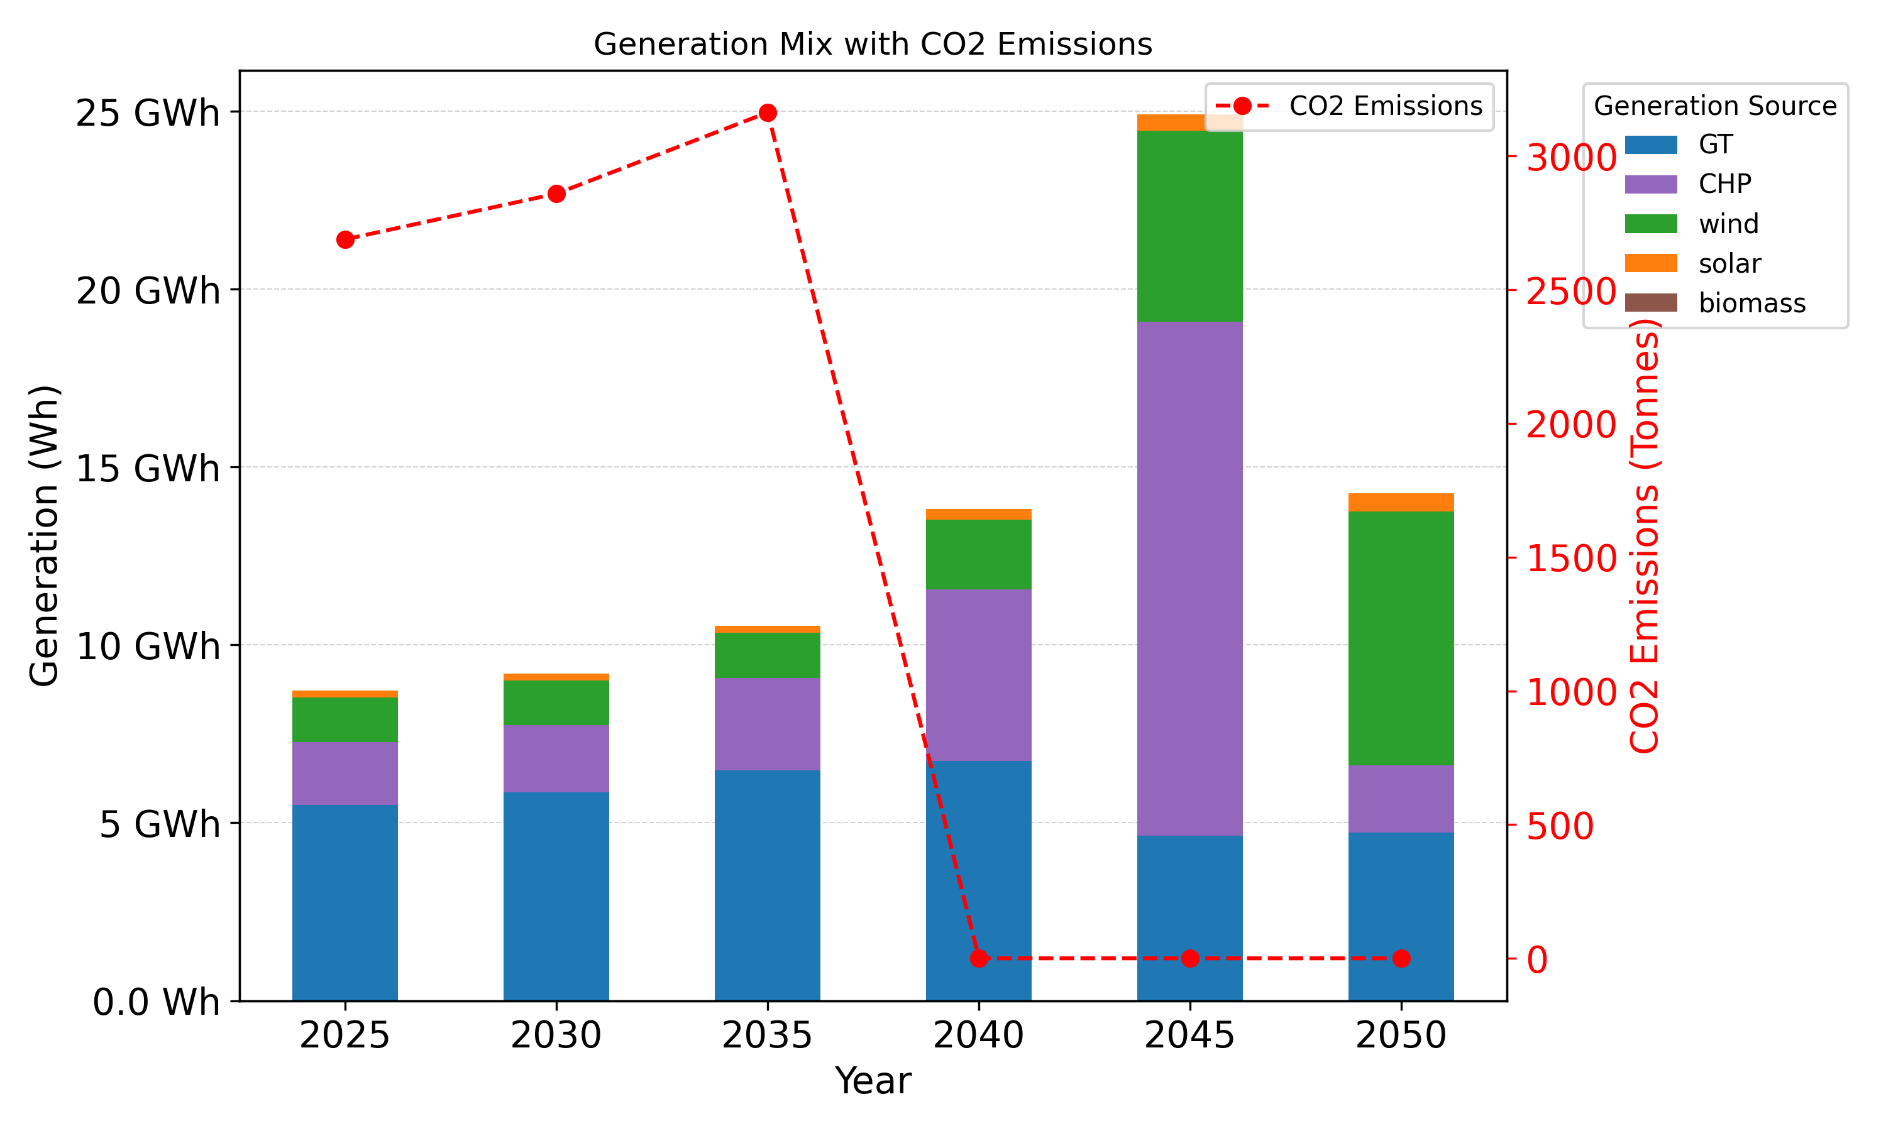 Generation Mix with CO2 Emissions
25 GWh
20 GWh
15 GWh
10 GWh
5 GWh
0.0 Wh
Generation (Wh)
2025
2030
2035
2040
2045
2050
Year
CO2 Emissions
3000
2500
2000
1500
1000
500
0
CO2 Emissions (Tonnes)
Generation Source
GT
CHP
wind
solar
biomass